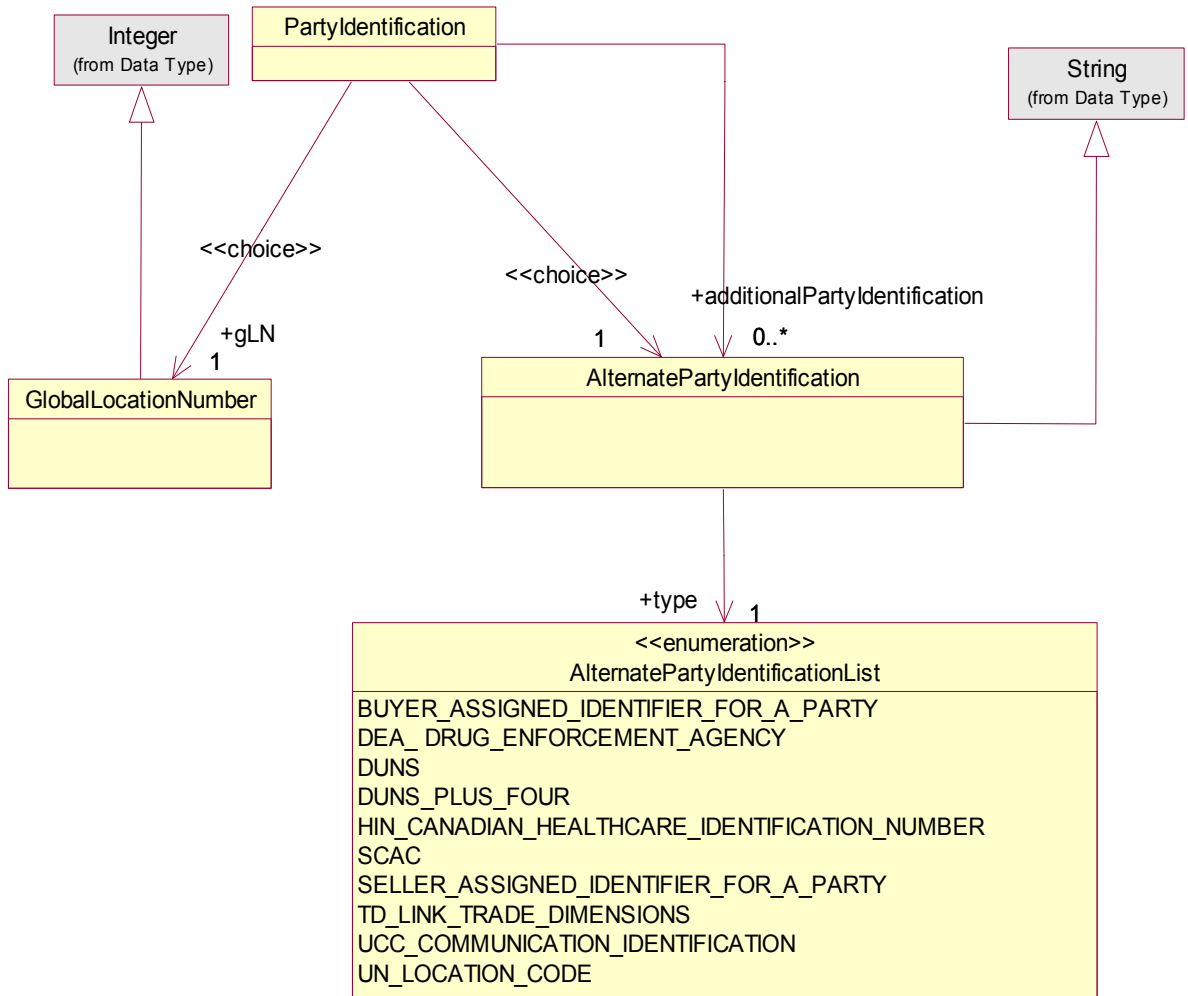 PartyIdentification
Integer
(from Data Type)
String
(from Data Type)
<<choice>>
<<choice>>
+additionalPartyIdentification
+gLN
1
1
0..*
GlobalLocationNumber
AlternatePartyIdentification
+type
1
<<enumeration>>
AlternatePartyIdentificationList
BUYER_ASSIGNED_IDENTIFIER_FOR_A_PARTY
DEA_ DRUG_ENFORCEMENT_AGENCY
DUNS
DUNS_PLUS_FOUR
HIN_CANADIAN_HEALTHCARE_IDENTIFICATION_NUMBER
SCAC
SELLER_ASSIGNED_IDENTIFIER_FOR_A_PARTY
TD_LINK_TRADE_DIMENSIONS
UCC_COMMUNICATION_IDENTIFICATION
UN_LOCATION_CODE